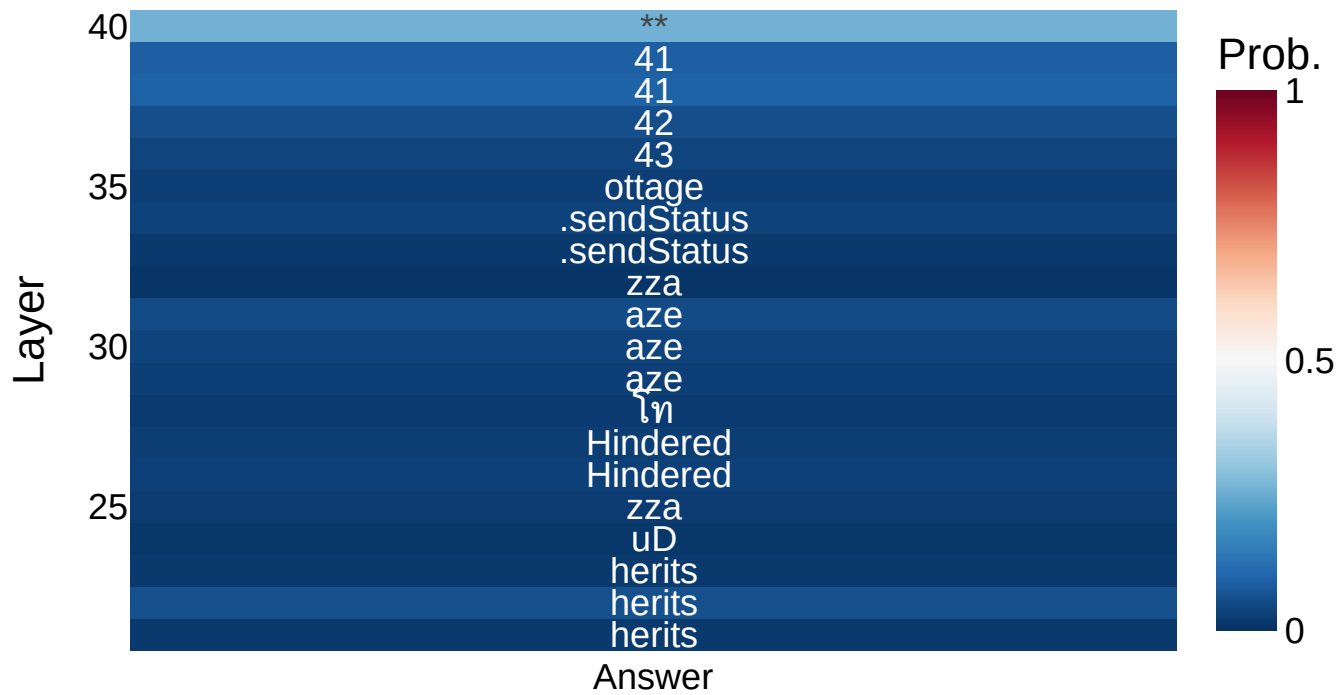 40
**
41
41
42
43
35
ottage
.sendStatus
.sendStatus
zza
aze
30
aze
aze
โท
Hindered
Hindered
25
zza
uD
herits
herits
herits
Layer
Answer
Prob.
1
0.5
0